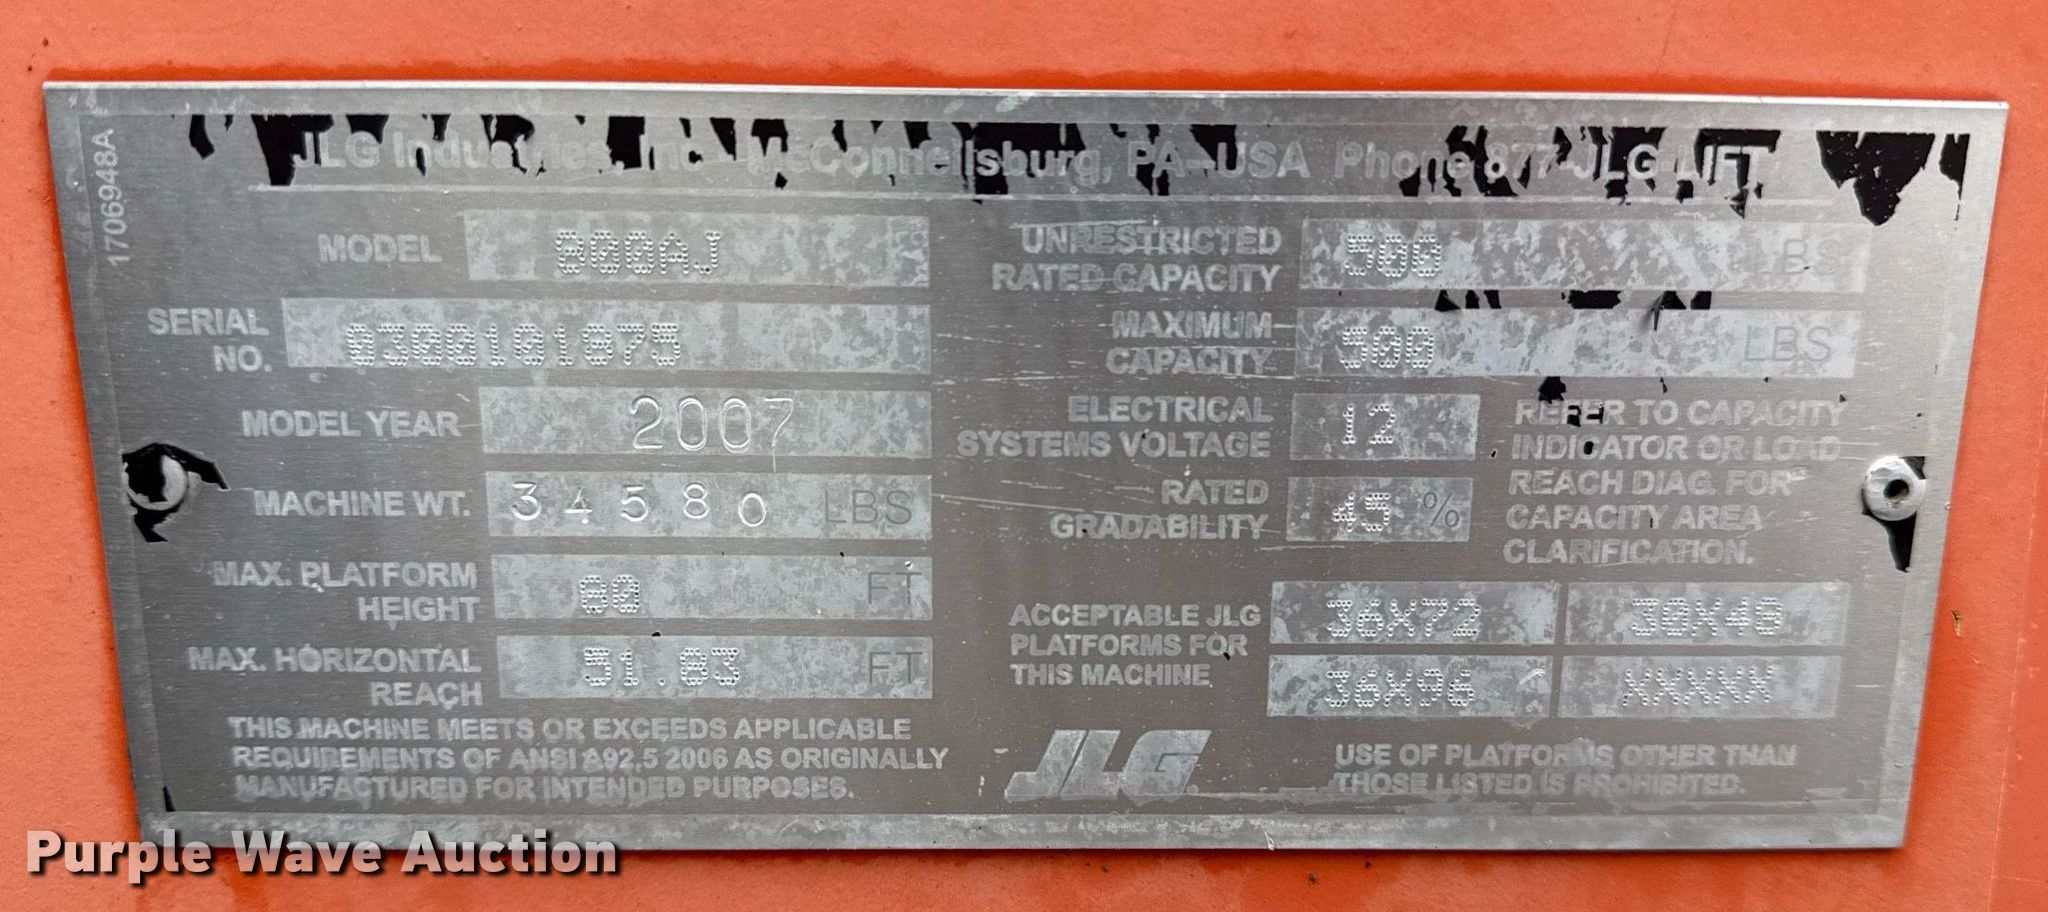 1706948A
JLG Industries, Inc. McConnellsburg, PA-USA Phone 877-JLG LIFT
MODEL 800AJ
SERIAL NO. 0300101875
MODEL YEAR 2007
MACHINE WT. 34580 LBS
MAX. PLATFORM HEIGHT 80 FT
MAX. HORIZONTAL REACH 51.83 FT
THIS MACHINE MEETS OR EXCEEDS APPLICABLE
REQUIREMENTS OF ANSI A92.5 2006 AS ORIGINALLY
MANUFACTURED FOR INTENDED PURPOSES.
UNRESTRICTED RATED CAPACITY 500 LBS
MAXIMUM CAPACITY 500 LBS
ELECTRICAL SYSTEMS VOLTAGE 12
RATED GRADABILITY 45 %
REFER TO CAPACITY
INDICATOR OR LOAD
REACH DIAG. FOR
CAPACITY AREA
CLARIFICATION.
ACCEPTABLE JLG
PLATFORMS FOR
THIS MACHINE
36X72 30X48
36X96 XXXXX
JLG
USE OF PLATFORMS OTHER THAN
THOSE LISTED IS PROHIBITED.
Purple Wave Auction